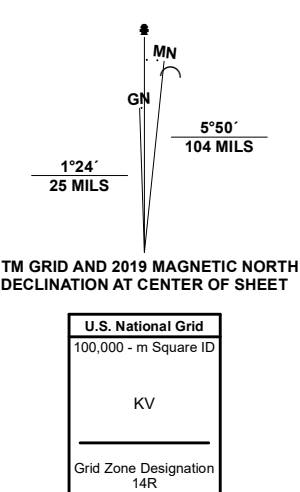 MN
GN
5°50´
104 MILS
1°24´
25 MILS
TM GRID AND 2019 MAGNETIC NORTH
DECLINATION AT CENTER OF SHEET
U.S. National Grid
100,000 - m Square ID
KV
Grid Zone Designation
14R